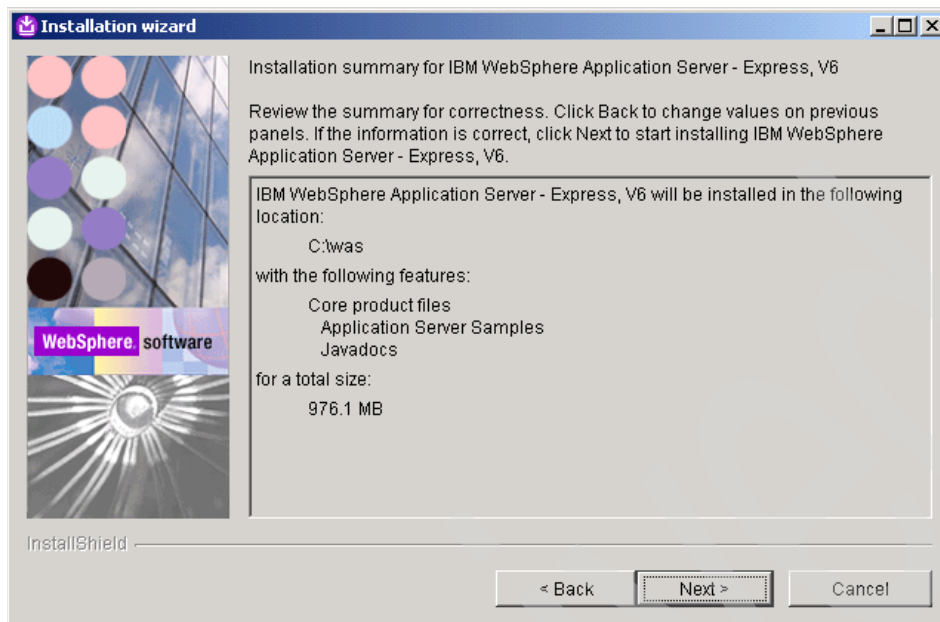 Installation wizard
Installation summary for IBM WebSphere Application Server - Express, V6
Review the summary for correctness. Click Back to change values on previous
panels. If the information is correct, click Next to start installing IBM WebSphere
Application Server - Express, V6.
IBM WebSphere Application Server - Express, V6 will be installed in the following
location:
C:\was
with the following features:
Core product files
Application Server Samples
Javadocs
for a total size:
976.1 MB
WebSphere. software
InstallShield
< Back
Next >
Cancel